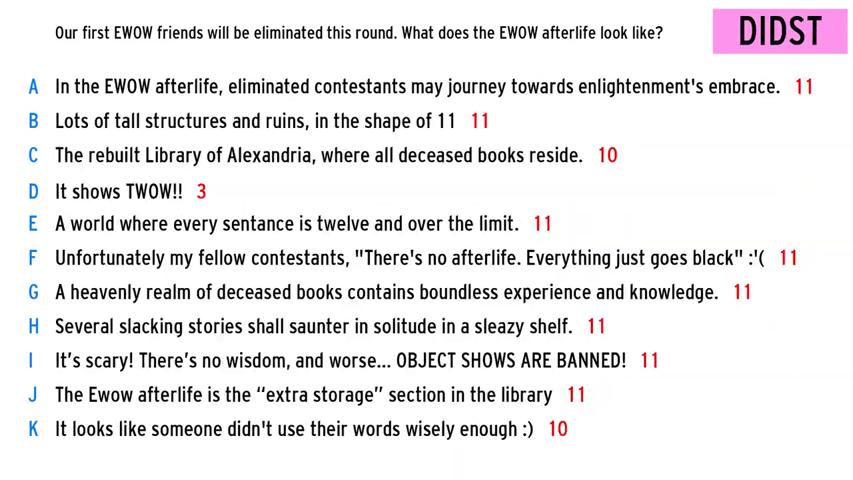 Our first EWOW friends will be eliminated this round. What does the EWOW afterlife look like?
DIDST
A In the EWOW afterlife, eliminated contestants may journey towards enlightenment's embrace. 11
B Lots of tall structures and ruins, in the shape of 11 11
C The rebuilt Library of Alexandria, where all deceased books reside. 10
D It shows TWOW!! 3
E A world where every sentance is twelve and over the limit. 11
F Unfortunately my fellow contestants, "There's no afterlife. Everything just goes black" :'( 11
G A heavenly realm of deceased books contains boundless experience and knowledge. 11
H Several slacking stories shall saunter in solitude in a sleazy shelf. 11
I It’s scary! There’s no wisdom, and worse... OBJECT SHOWS ARE BANNED! 11
J The Ewow afterlife is the “extra storage” section in the library 11
K It looks like someone didn't use their words wisely enough :) 10